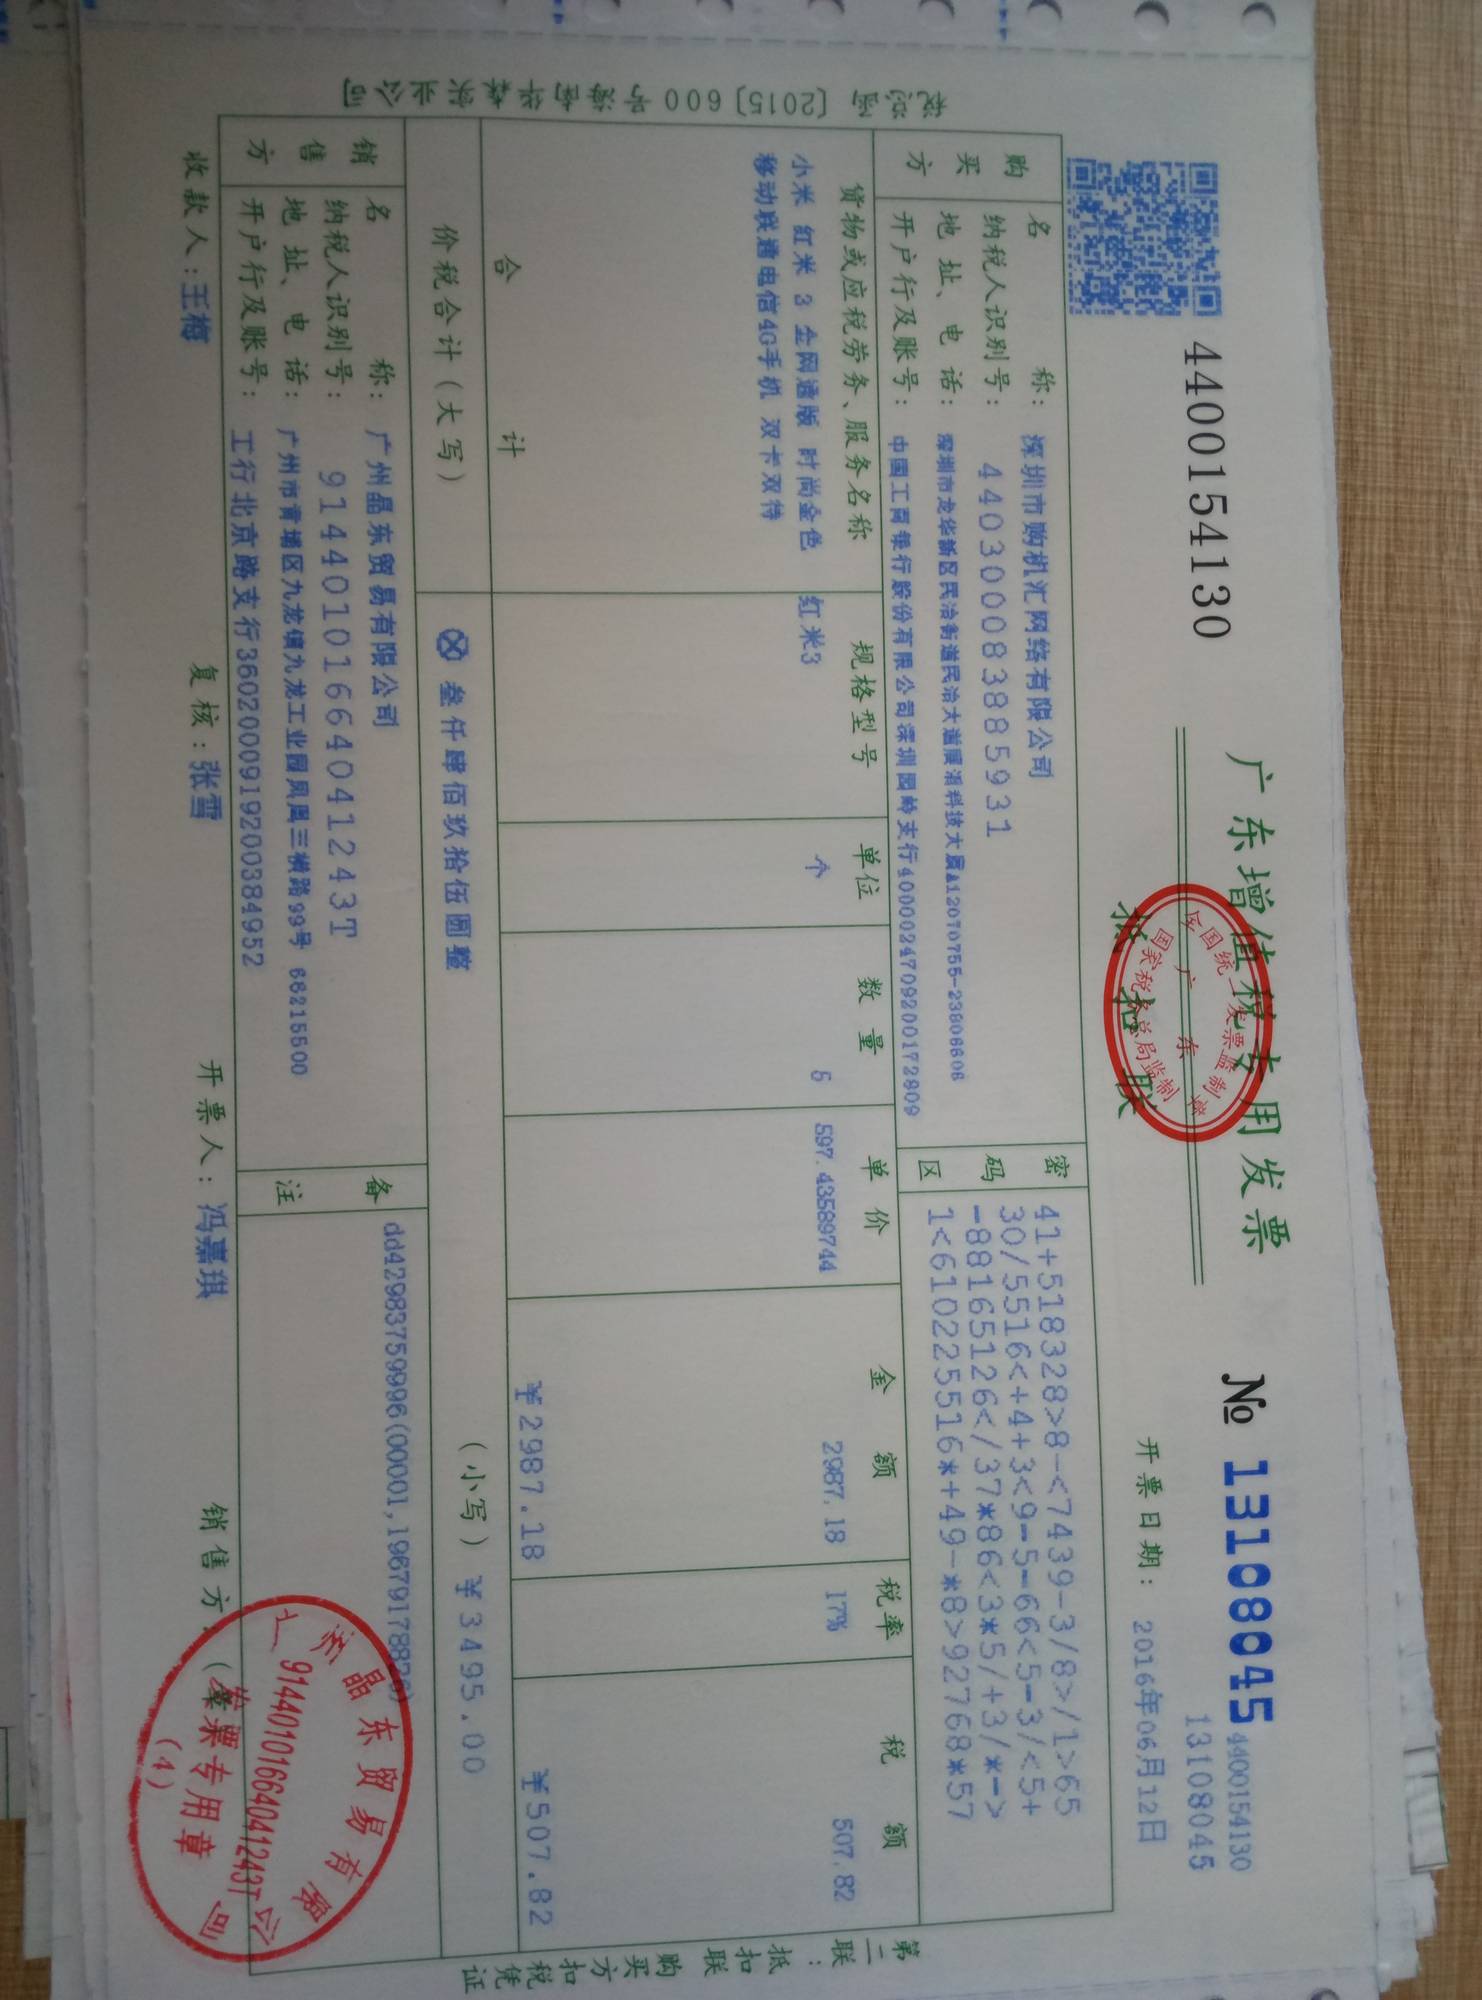 4400154130
广东增值税专用发票
№ 13108045
4400154130
13108045
抵扣联
开票日期: 2016年06月12日
全国统一发票监制章
广东
国家税务总局监制
购买方
名称: 深圳市购机汇网络有限公司
纳税人识别号: 440300083885931
地址、电话: 深圳市龙华新区民治街道民治大道展滔科技大厦A12070755-23806606
开户行及账号: 中国工商银行股份有限公司深圳园岭支行4000024709200172809
密码区
41+518328>8-<7439-3/8>/1>65
30/5516<+4+3<9-5-66<5-3/<5+
-88165126</37*86<3*5/+3/*->
1<610225516*+49-*8>92768*57
货物或应税劳务、服务名称 规格型号 单位 数量 单价 金额 税率 税额
小米 红米 3 全网通版 时尚金色 红米3 个 5 597.43589744 2987.18 17% 507.82
移动联通电信4G手机 双卡双待
合计 ¥2987.18 ¥507.82
价税合计(大写) ⊗叁仟肆佰玖拾伍圆整 (小写) ¥3495.00
销售方
名称: 广州晶东贸易有限公司
纳税人识别号: 91440101664041243T
地址、电话: 广州市黄埔区九龙镇九龙工业园凤凰三横路99号 66215500
开户行及账号: 工行北京路支行3602000919200384952
备注
dd42983759996(00001,19679178
收款人:王梅 复核:张雪 开票人: 冯嘉琪 销售方:(章)
广州晶东贸易有限公司
91440101664041243T
发票专用章
(4)
第二联:抵扣联 购买方扣税凭证
〔2015〕600号海南华森实业公司